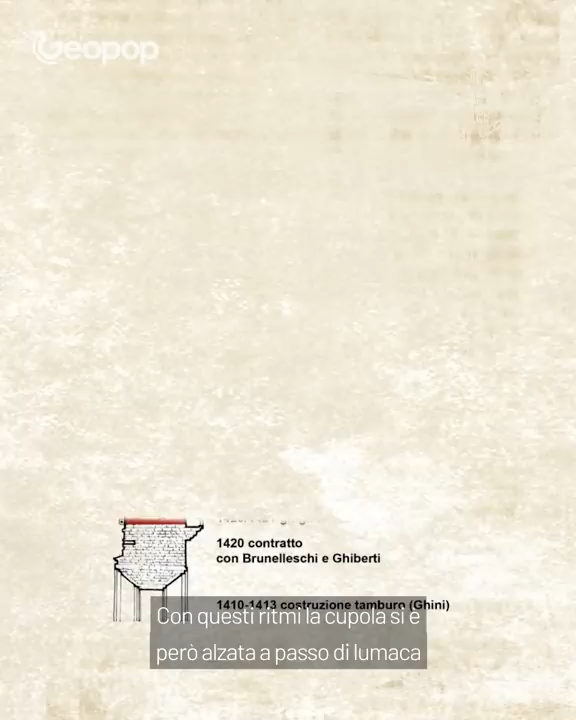 Geopop
1420 contratto
con Brunelleschi e Ghiberti
1410-1413 costruzione tamburo (Ghini)
Con questi ritmi la cupola si è
però alzata a passo di lumaca